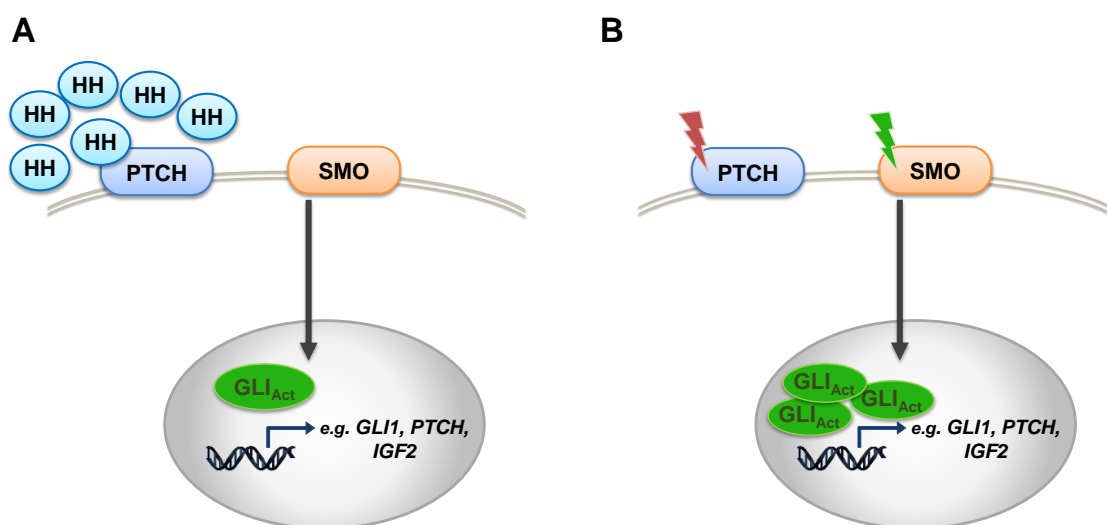 A
HH
HH
HH
HH
HH
HH
PTCH
SMO
GLIAct
e.g. GLI1, PTCH,
IGF2
B
PTCH
SMO
GLIAct
GLIAct
GLIAct
e.g. GLI1, PTCH,
IGF2